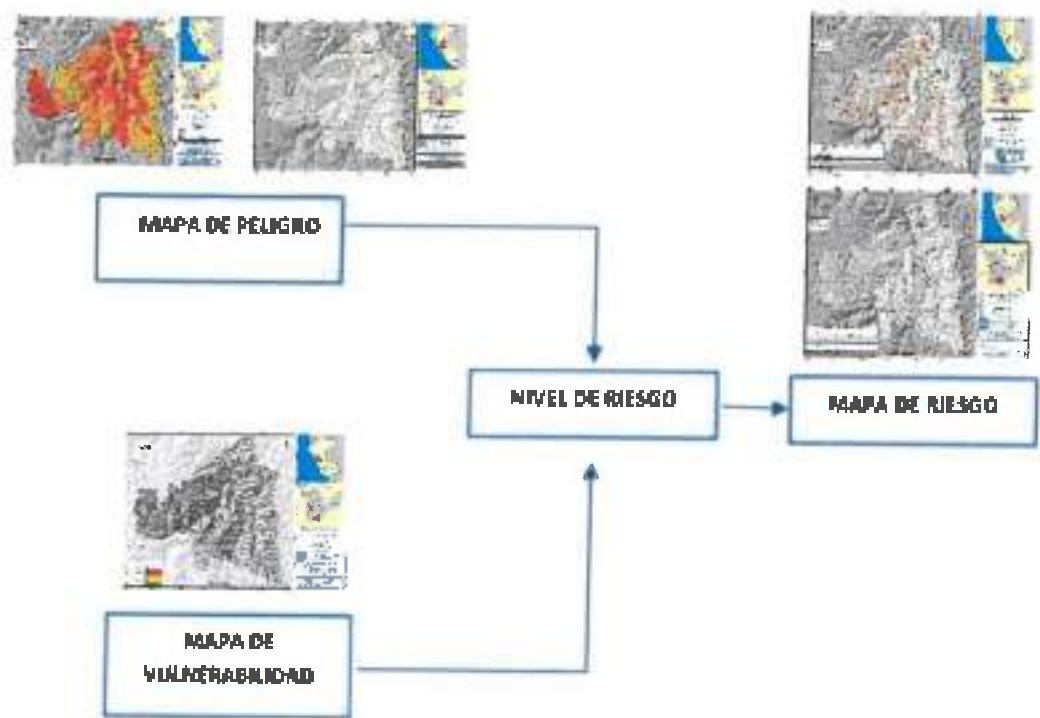 MAPA DE PELIGRO
NIVEL DE RIESGO
MAPA DE RIESGO
MAPA DE
VULNERABILIDAD